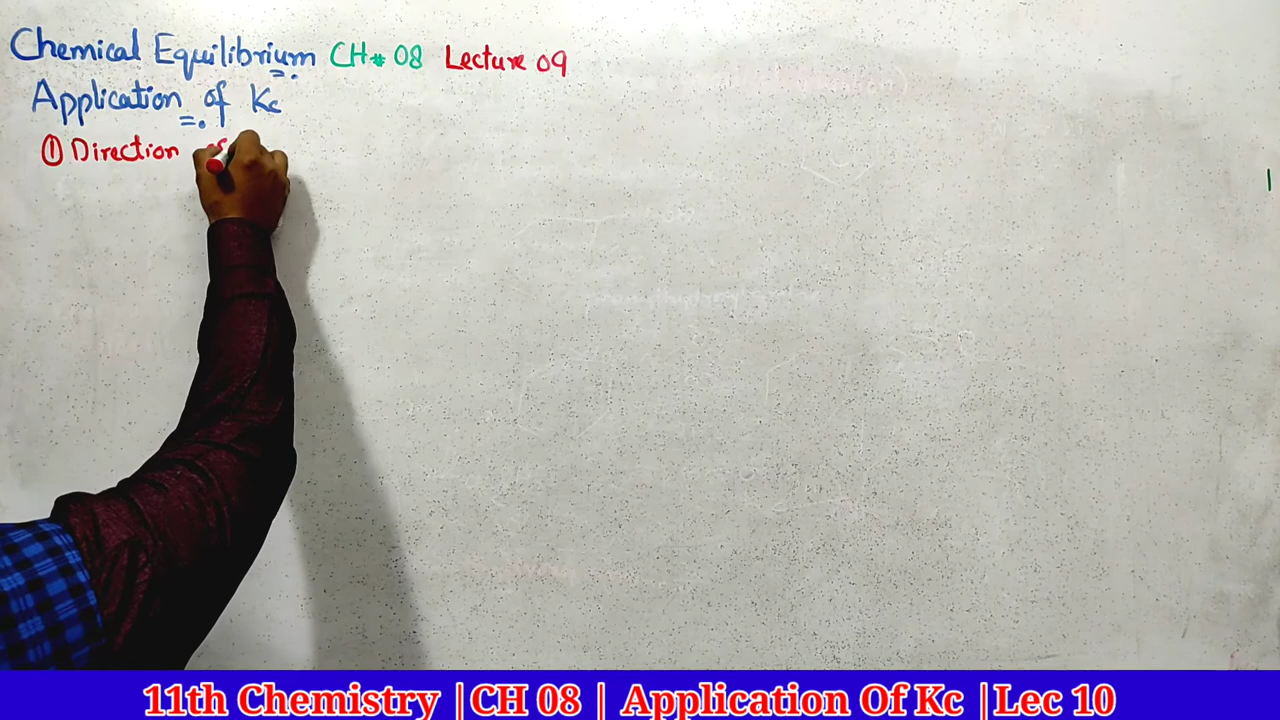 Chemical Equilibrium CH# 08 Lecture 09
Application of Kc
① Direction
11th Chemistry |CH 08 | Application Of Kc |Lec 10